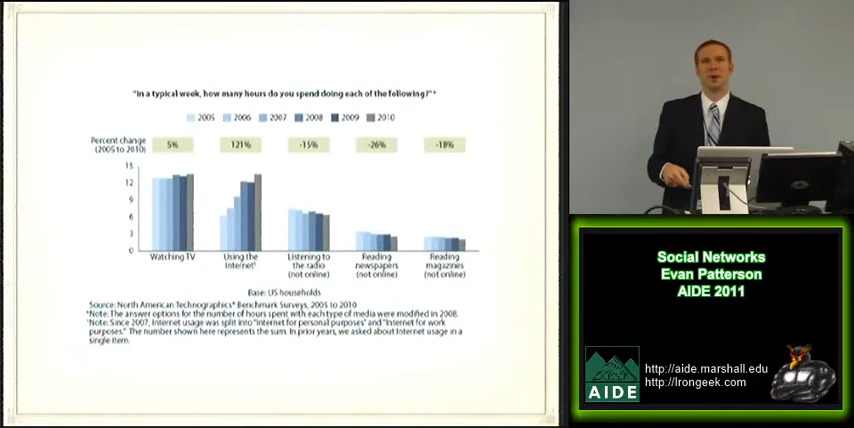 "In a typical week, how many hours do you spend doing each of the following?"*
2005 2006 2007 2008 2009 2010
Percent change
(2005 to 2010)
5% 121% -15% -26% -18%
15
12
9
6
3
0
Watching TV
Using the
Internet¹
Listening to
the radio
(not online)
Reading
newspapers
(not online)
Reading
magazines
(not online)
Base: US households
Source: North American Technographics® Benchmark Surveys, 2005 to 2010
*Note: The answer options for the number of hours spent with each type of media were modified in 2008.
¹Note: Since 2007, Internet usage was split into "Internet for personal purposes" and "Internet for work
purposes." The number shown here represents the sum. In prior years, we asked about Internet usage in a
single item.
Social Networks
Evan Patterson
AIDE 2011
AIDE
http://aide.marshall.edu
http://Irongeek.com